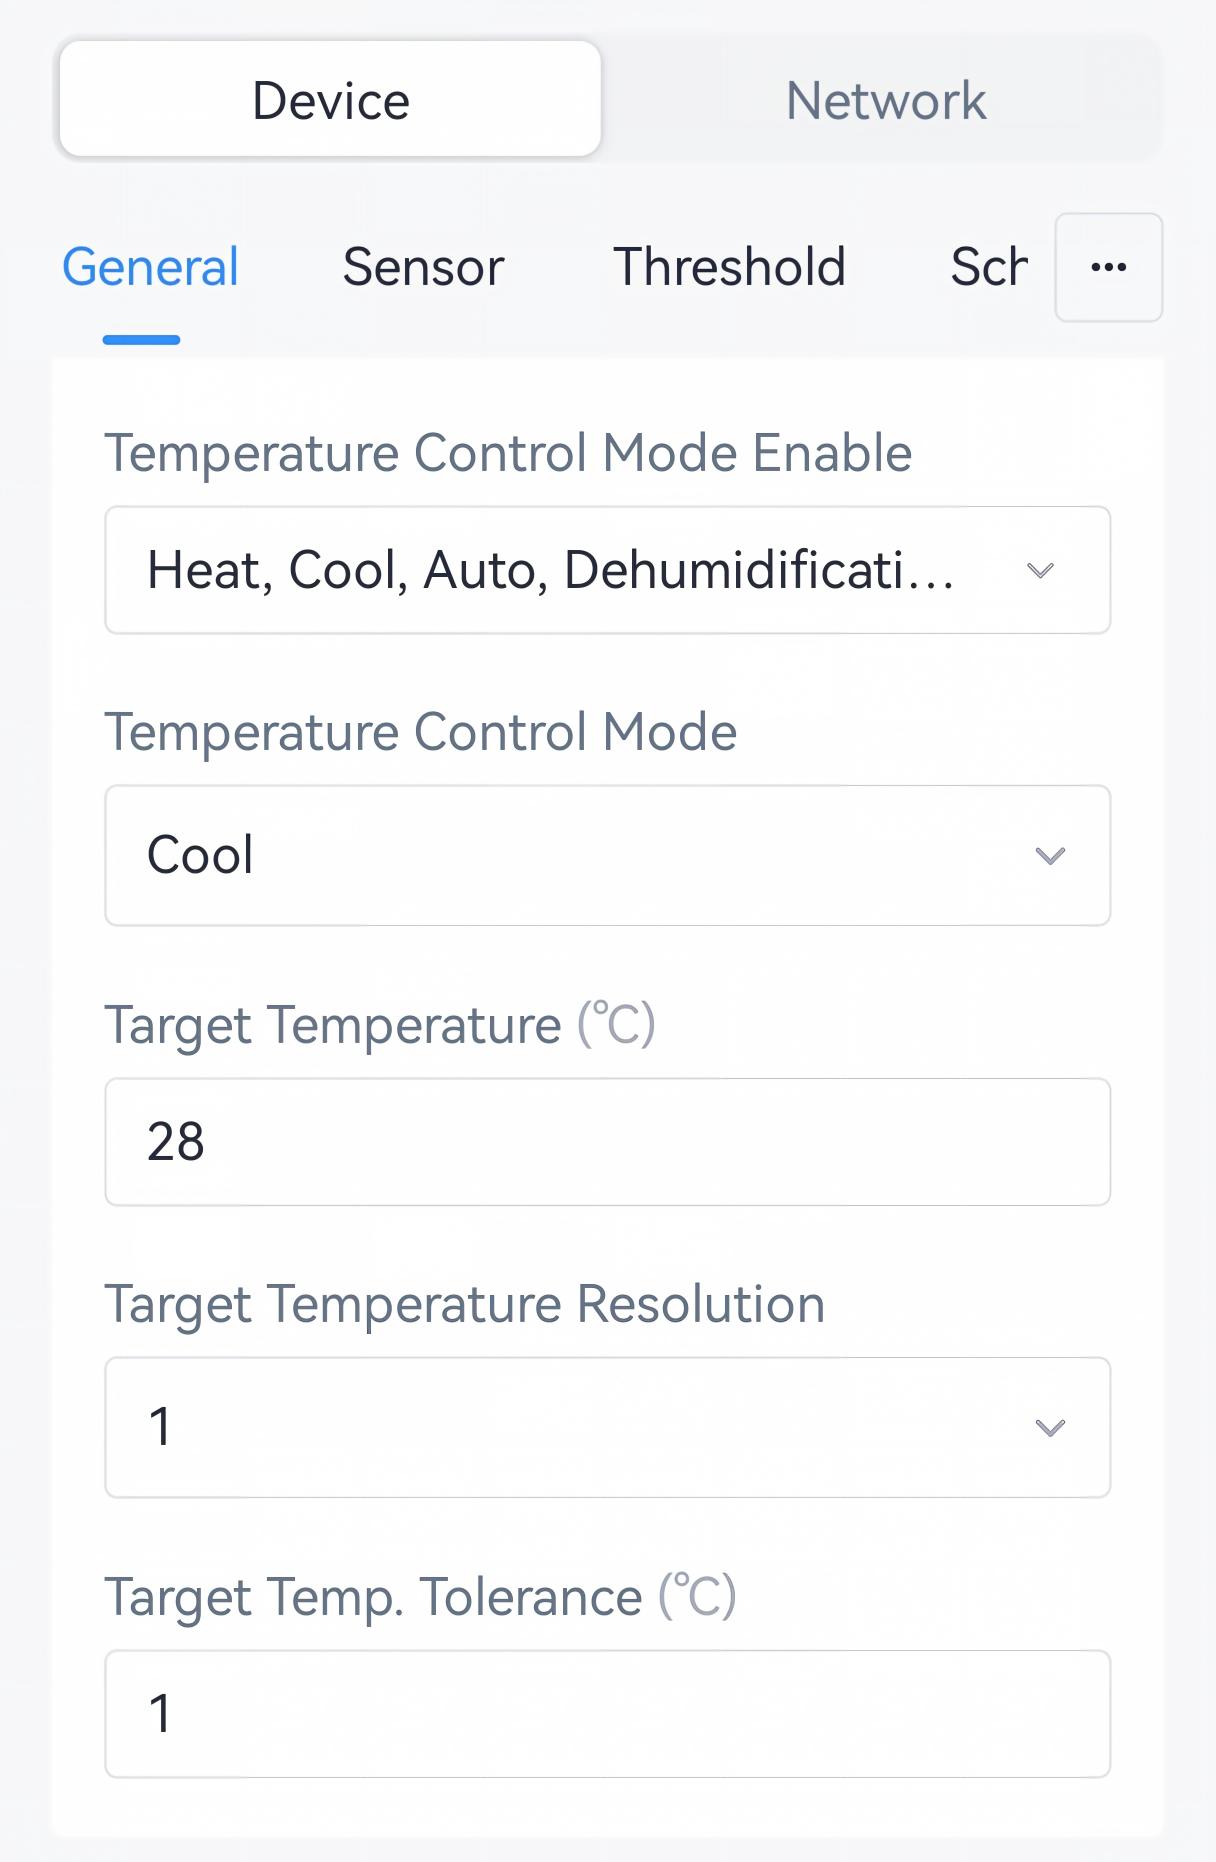 Device Network
General Sensor Threshold Sch ...
Temperature Control Mode Enable
Heat, Cool, Auto, Dehumidificati...
Temperature Control Mode
Cool
Target Temperature (℃)
28
Target Temperature Resolution
1
Target Temp. Tolerance (℃)
1